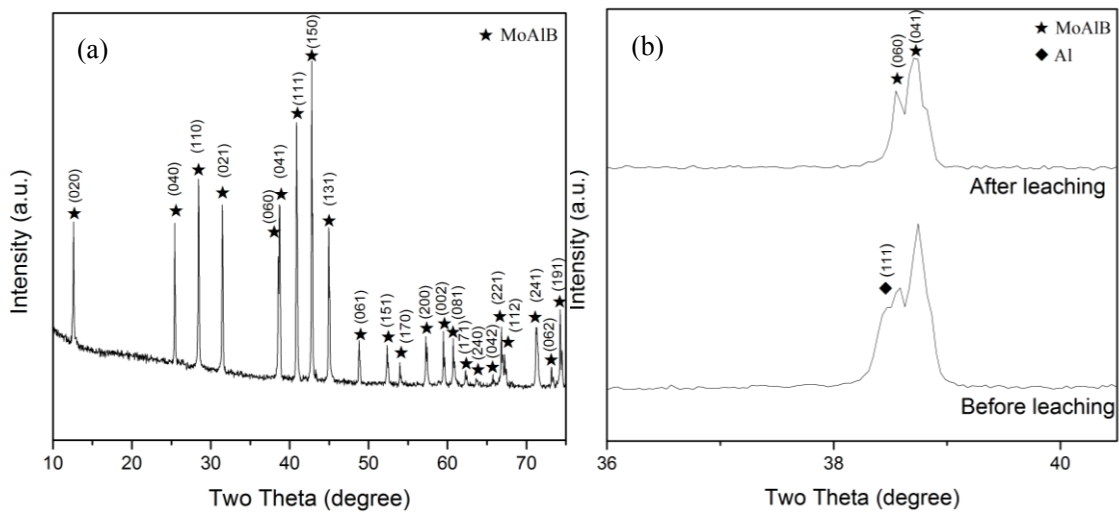 (a)
★ MoAlB
(020)
(040)
(110)
(021)
(060)
(041)
(111)
(150)
(131)
(061)
(151)
(170)
(200)
(002)
(081)
(171)
(240)
(042)
(221)
(112)
(241)
(062)
(191)
Intensity (a.u.)
10 20 30 40 50 60 70
Two Theta (degree)
(b)
★ MoAlB
◆ Al
(060)
(041)
After leaching
(111)
Before leaching
Intensity (a.u.)
36 38 40
Two Theta (degree)